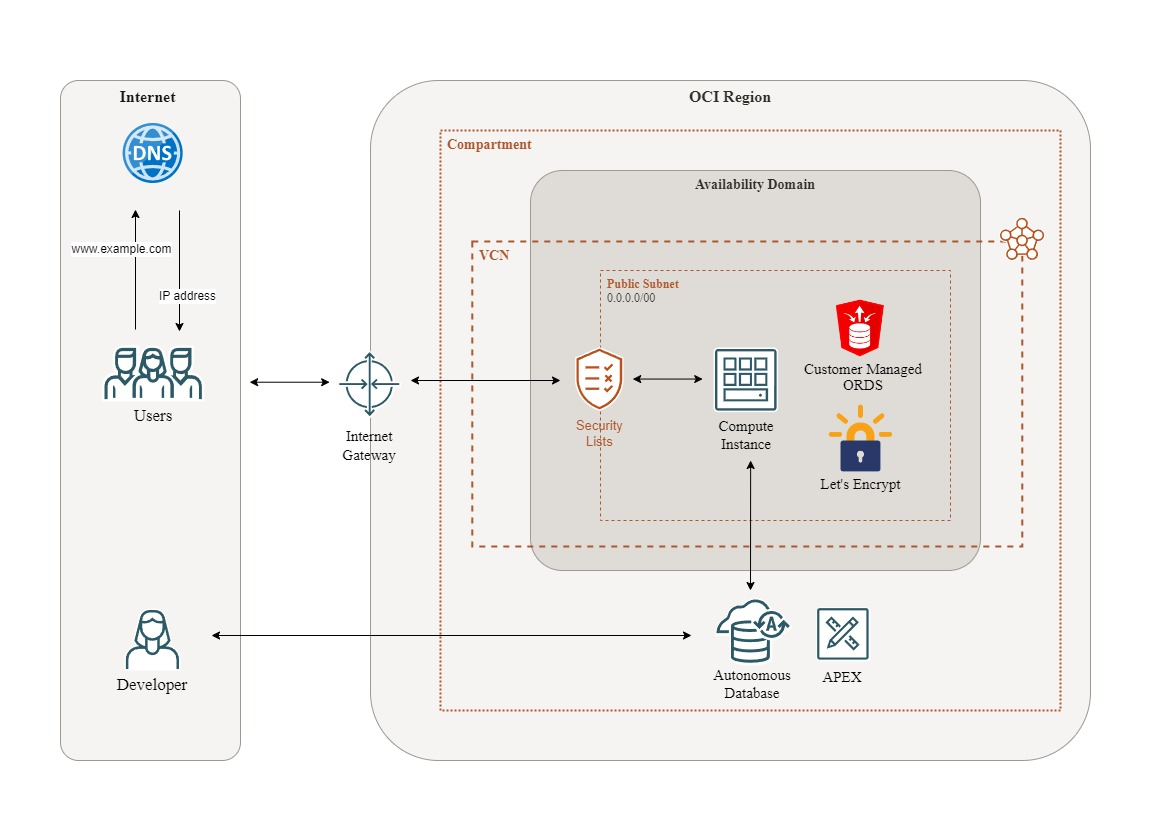 Internet
DNS
www.example.com
IP address
Users
Developer
Internet
Gateway
OCI Region
Compartment
Availability Domain
VCN
Public Subnet
0.0.0.0/00
Security
Lists
Compute
Instance
Customer Managed
ORDS
Let's Encrypt
A
Autonomous
Database
APEX